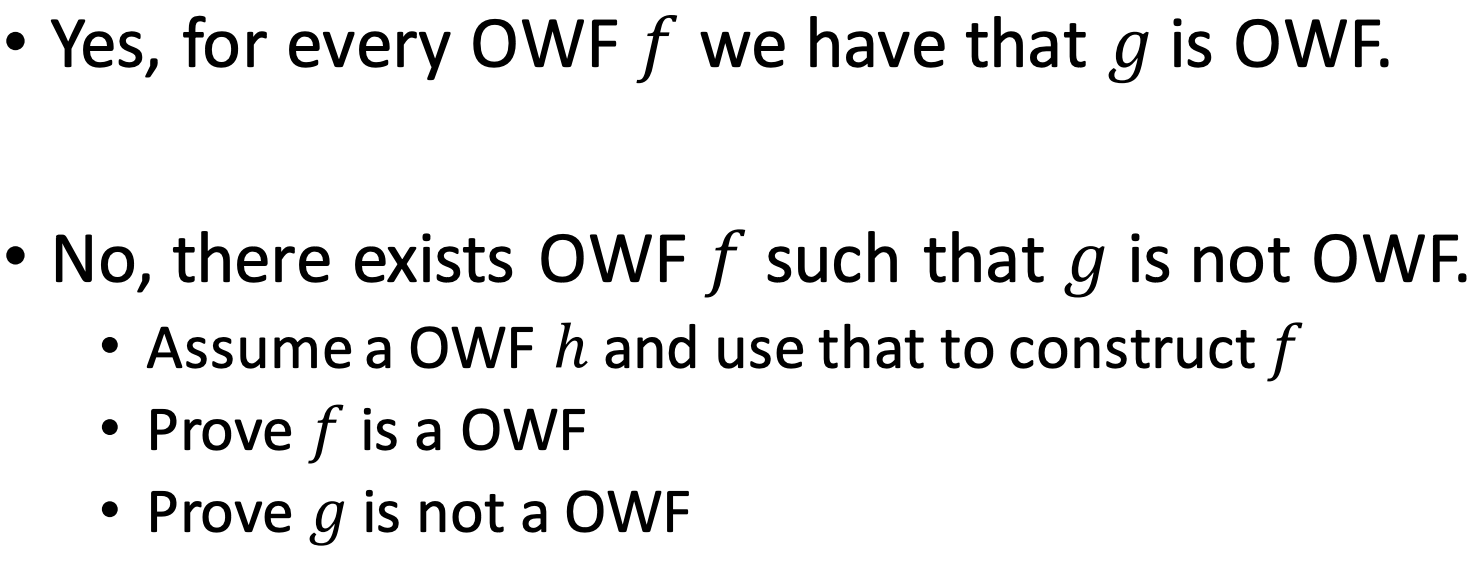 • Yes, for every OWF f we have that g is OWF.
• No, there exists OWF f such that g is not OWF.
• Assume a OWF h and use that to construct f
• Prove f is a OWF
• Prove g is not a OWF